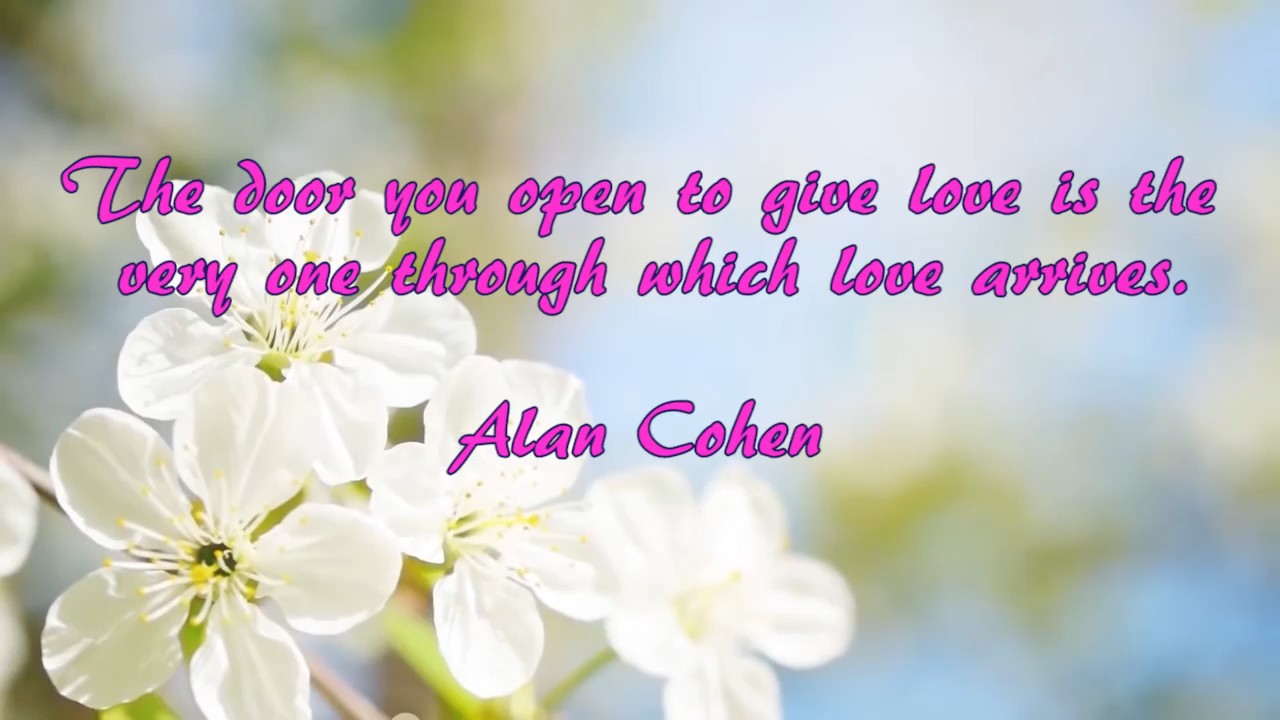 The door you open to give love is the
very one through which love arrives.
Alan Cohen